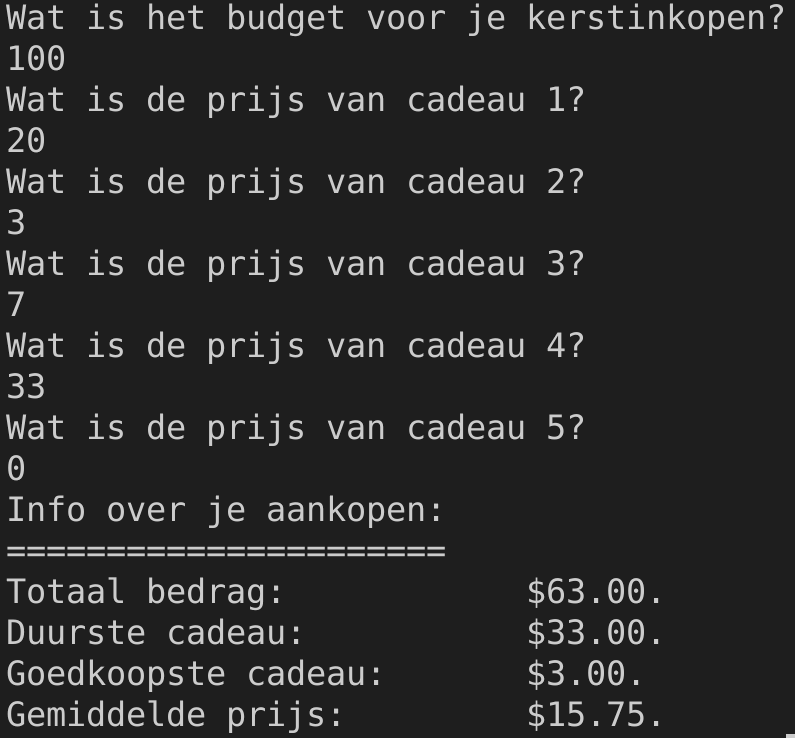 Wat is het budget voor je kerstinkopen?
100
Wat is de prijs van cadeau 1?
20
Wat is de prijs van cadeau 2?
3
Wat is de prijs van cadeau 3?
7
Wat is de prijs van cadeau 4?
33
Wat is de prijs van cadeau 5?
0
Info over je aankopen:
======================
Totaal bedrag:            $63.00.
Duurste cadeau:           $33.00.
Goedkoopste cadeau:       $3.00.
Gemiddelde prijs:         $15.75.